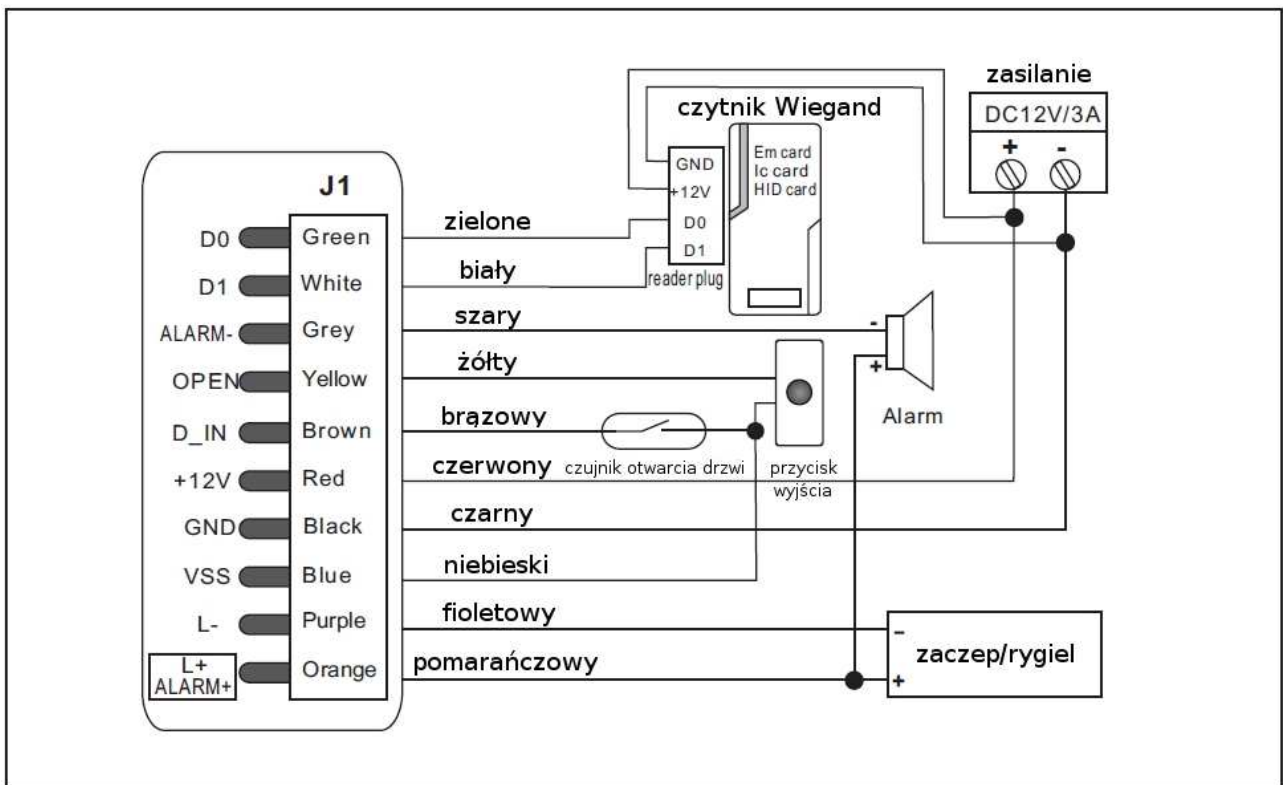 zasilanie
DC12V/3A
+ -
czytnik Wiegand
GND
+12V
D0
D1
reader plug
Em card
Ic card
HID card
J1
D0 Green zielone
D1 White biały
ALARM- Grey szary
OPEN Yellow żółty
D_IN Brown brązowy
+12V Red czerwony
GND Black czarny
VSS Blue niebieski
L- Purple fioletowy
L+
ALARM+
Orange pomarańczowy
-
+
Alarm
czujnik otwarcia drzwi
przycisk
wyjścia
-
zaczep/rygiel
+